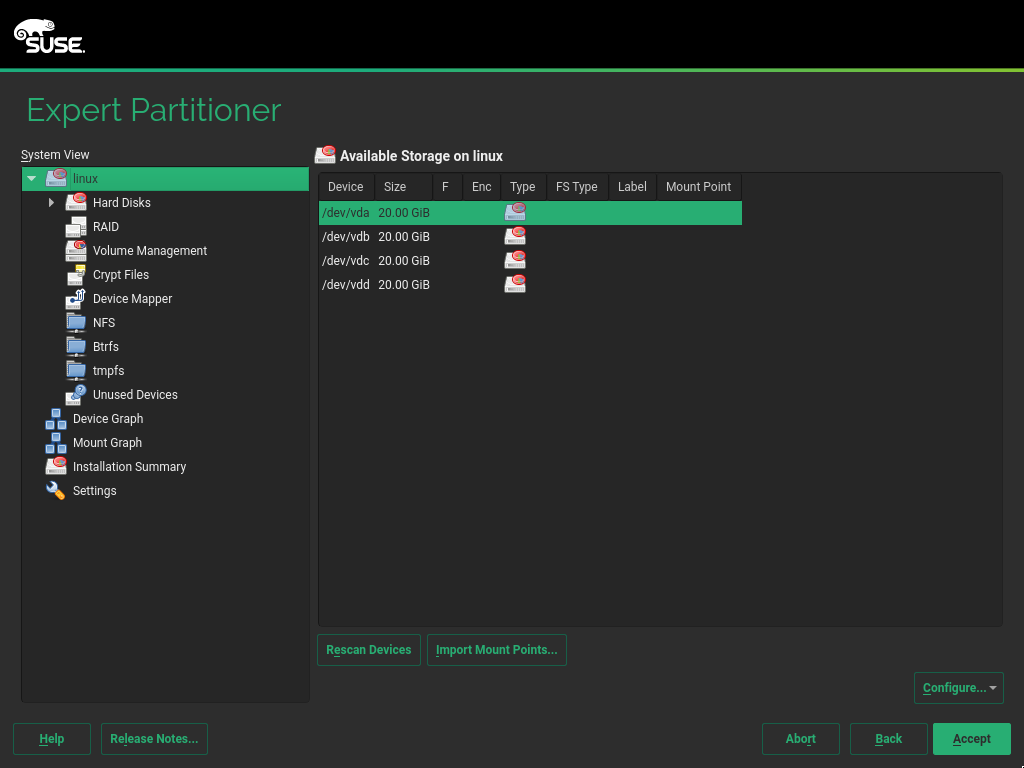 SUSE
Expert Partitioner
System View
linux
Hard Disks
RAID
Volume Management
Crypt Files
Device Mapper
NFS
Btrfs
tmpfs
Unused Devices
Device Graph
Mount Graph
Installation Summary
Settings
Available Storage on linux
Device Size F Enc Type FS Type Label Mount Point
/dev/vda 20.00 GiB
/dev/vdb 20.00 GiB
/dev/vdc 20.00 GiB
/dev/vdd 20.00 GiB
Rescan Devices Import Mount Points...
Configure...
Help Release Notes... Abort Back Accept